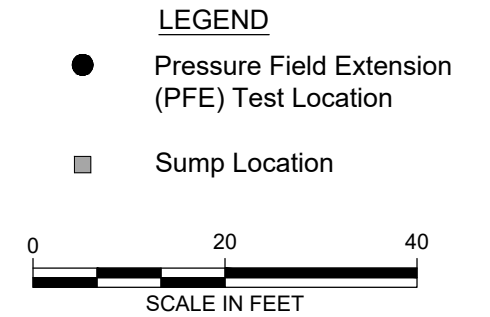 LEGEND
Pressure Field Extension
(PFE) Test Location
Sump Location
0 20 40
SCALE IN FEET